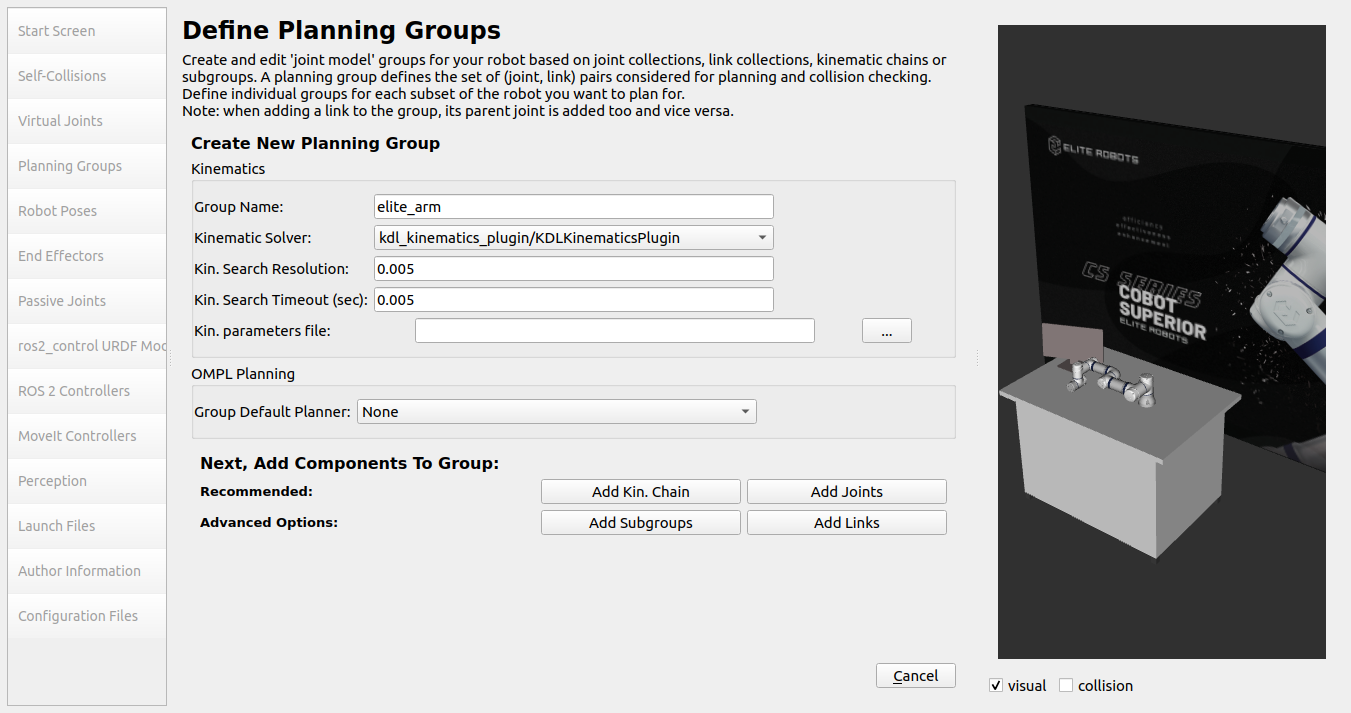 Start Screen
Self-Collisions
Virtual Joints
Planning Groups
Robot Poses
End Effectors
Passive Joints
ros2_control URDF Moc
ROS 2 Controllers
MoveIt Controllers
Perception
Launch Files
Author Information
Configuration Files
Define Planning Groups
Create and edit 'joint model' groups for your robot based on joint collections, link collections, kinematic chains or
subgroups. A planning group defines the set of (joint, link) pairs considered for planning and collision checking.
Define individual groups for each subset of the robot you want to plan for.
Note: when adding a link to the group, its parent joint is added too and vice versa.
Create New Planning Group
Kinematics
Group Name: elite_arm
Kinematic Solver: kdl_kinematics_plugin/KDLKinematicsPlugin
Kin. Search Resolution: 0.005
Kin. Search Timeout (sec): 0.005
Kin. parameters file: ...
OMPL Planning
Group Default Planner: None
Next, Add Components To Group:
Recommended: Add Kin. Chain Add Joints
Advanced Options: Add Subgroups Add Links
Cancel
ELITE ROBOTS
efficients
effectiveness
enhancement
CS SERIES
COBOT
SUPERIOR
ELITE ROBOTS
visual collision